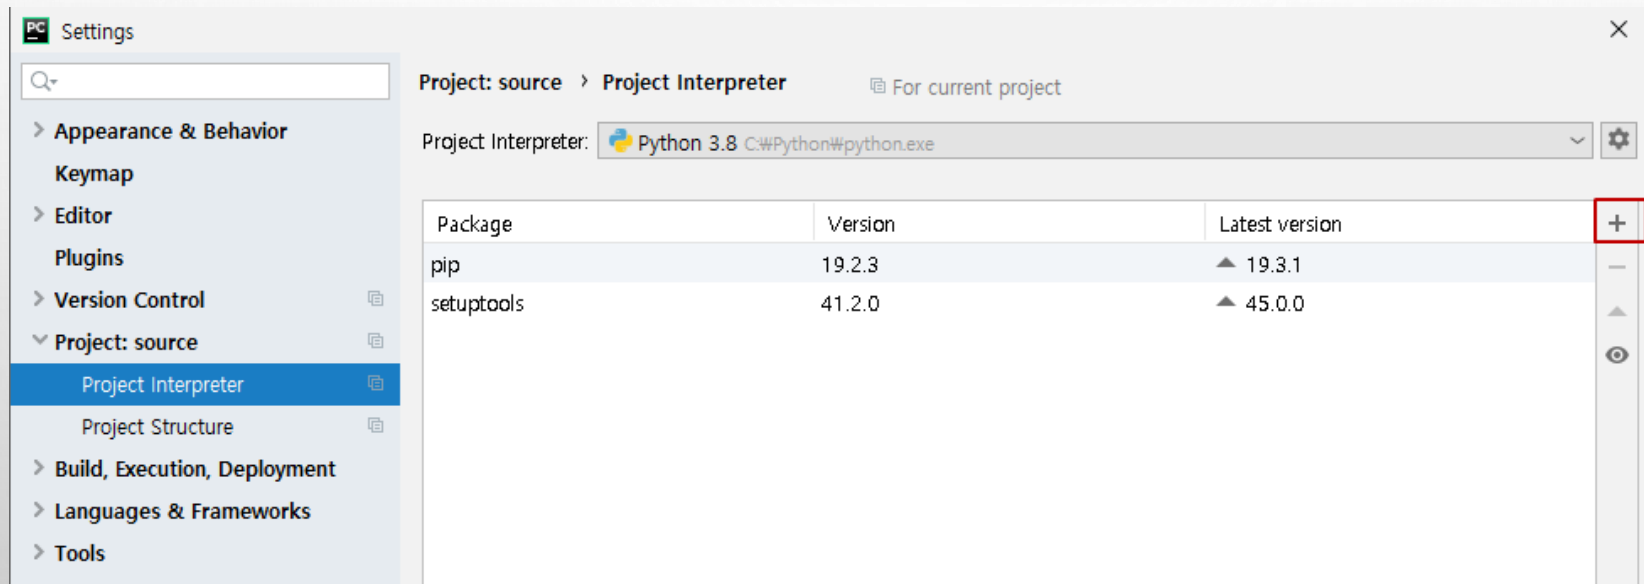 PC Settings
Project: source › Project Interpreter For current project
Appearance & Behavior
Keymap
Editor
Plugins
Version Control
Project: source
Project Interpreter
Project Structure
Build, Execution, Deployment
Languages & Frameworks
Tools
Project Interpreter: Python 3.8 C:₩Python₩python.exe
Package Version Latest version
pip 19.2.3 19.3.1
setuptools 41.2.0 45.0.0